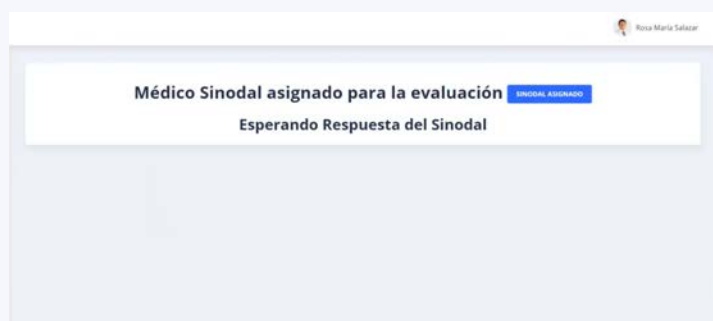 Rosa María Salazar
Médico Sinodal asignado para la evaluación SINODAL ASIGNADO
Esperando Respuesta del Sinodal